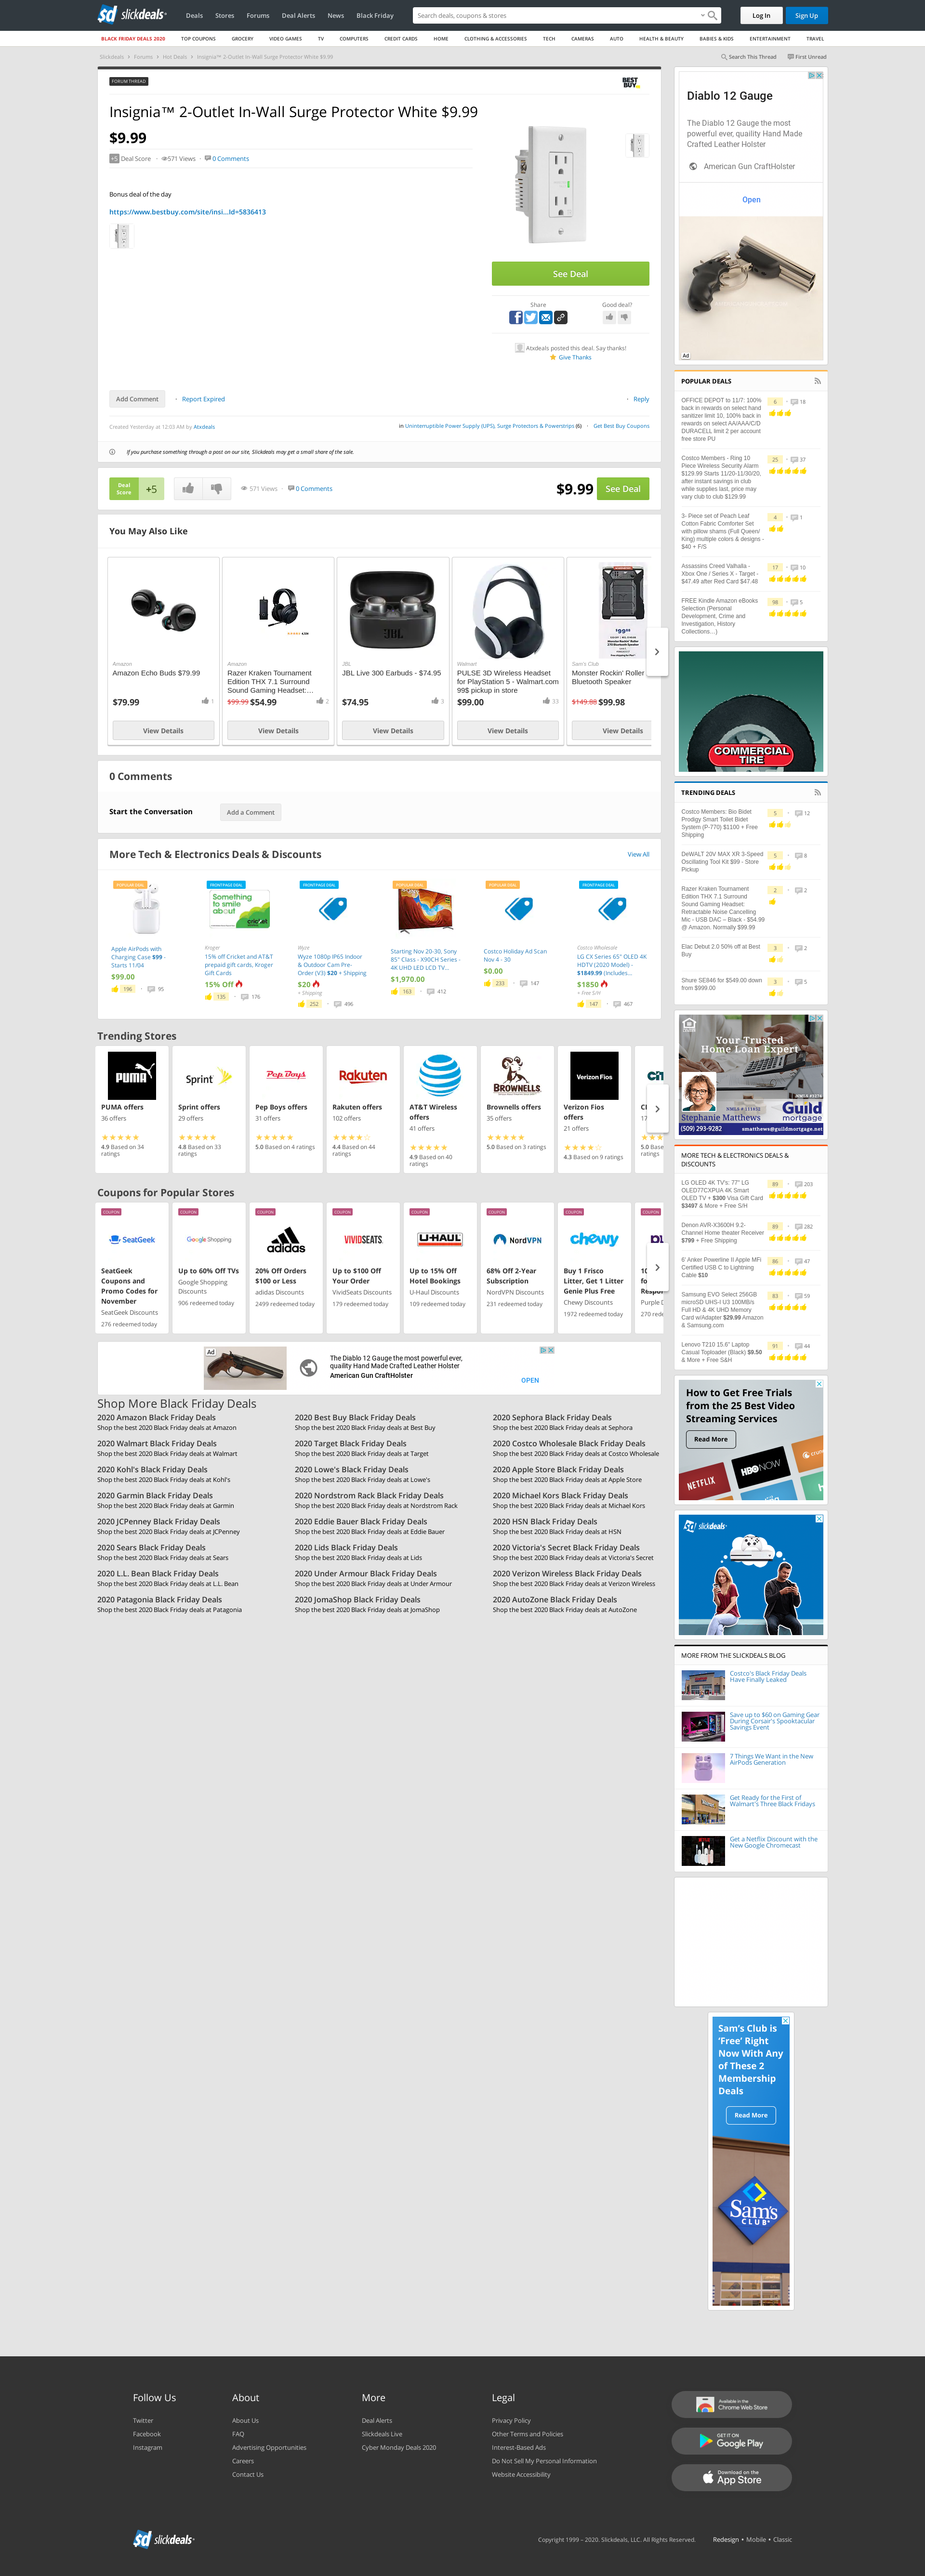 slickdeals
Deals Stores Forums Deal Alerts News Black Friday
Search deals, coupons & stores
Log In
Sign Up
BLACK FRIDAY DEALS 2020 TOP COUPONS GROCERY VIDEO GAMES TV COMPUTERS CREDIT CARDS HOME CLOTHING & ACCESSORIES TECH CAMERAS AUTO HEALTH & BEAUTY BABIES & KIDS ENTERTAINMENT TRAVEL
Slickdeals › Forums › Hot Deals › Insignia™ 2-Outlet In-Wall Surge Protector White $9.99
Search This Thread First Unread
FORUM THREAD
BEST BUY
Insignia™ 2-Outlet In-Wall Surge Protector White $9.99
$9.99
+5 Deal Score 571 Views 0 Comments
Bonus deal of the day
https://www.bestbuy.com/site/insi...Id=5836413
See Deal
Share
Good deal?
Atxdeals posted this deal. Say thanks!
Give Thanks
Add Comment
Report Expired
Reply
Created Yesterday at 12:03 AM by Atxdeals
in Uninterruptible Power Supply (UPS), Surge Protectors & Powerstrips (6) Get Best Buy Coupons
If you purchase something through a post on our site, Slickdeals may get a small share of the sale.
Deal Score +5
571 Views 0 Comments
$9.99 See Deal
You May Also Like
Amazon
Amazon Echo Buds $79.99
$79.99 1
View Details
Amazon
Razer Kraken Tournament Edition THX 7.1 Surround Sound Gaming Headset:...
$99.99 $54.99 2
View Details
JBL
JBL Live 300 Earbuds - $74.95
$74.95 3
View Details
Walmart
PULSE 3D Wireless Headset for PlayStation 5 - Walmart.com 99$ pickup in store
$99.00 33
View Details
Sam's Club
Monster Rockin' Roller Bluetooth Speaker
$149.88 $99.98
View Details
0 Comments
Start the Conversation
Add a Comment
More Tech & Electronics Deals & Discounts
View All
POPULAR DEAL
Apple AirPods with Charging Case $99 - Starts 11/04
$99.00
196 95
FRONTPAGE DEAL
Something to smile about
Kroger
15% off Cricket and AT&T prepaid gift cards, Kroger Gift Cards
15% Off
135 176
FRONTPAGE DEAL
Wyze
Wyze 1080p IP65 Indoor & Outdoor Cam Pre-Order (V3) $20 + Shipping
$20
+ Shipping
252 496
POPULAR DEAL
Starting Nov 20-30, Sony 85" Class - X90CH Series - 4K UHD LED LCD TV...
$1,970.00
163 412
POPULAR DEAL
Costco Holiday Ad Scan Nov 4 - 30
$0.00
233 147
FRONTPAGE DEAL
Costco Wholesale
LG CX Series 65" OLED 4K HDTV (2020 Model) - $1849.99 (Includes...
$1850
+ Free S/H
147 467
Trending Stores
PUMA
PUMA offers
36 offers
4.9 Based on 34 ratings
Sprint
Sprint offers
29 offers
4.8 Based on 33 ratings
Pep Boys
Pep Boys offers
31 offers
5.0 Based on 4 ratings
Rakuten
Rakuten offers
102 offers
4.4 Based on 44 ratings
AT&T Wireless offers
41 offers
4.9 Based on 40 ratings
BROWNELLS
Brownells offers
35 offers
5.0 Based on 3 ratings
Verizon Fios
Verizon Fios offers
21 offers
4.3 Based on 9 ratings
Coupons for Popular Stores
COUPON
SeatGeek
SeatGeek Coupons and Promo Codes for November
SeatGeek Discounts
276 redeemed today
COUPON
Google Shopping
Up to 60% Off TVs
Google Shopping Discounts
906 redeemed today
COUPON
adidas
20% Off Orders $100 or Less
adidas Discounts
2499 redeemed today
COUPON
VIVID SEATS
Up to $100 Off Your Order
VividSeats Discounts
179 redeemed today
COUPON
U-HAUL
Up to 15% Off Hotel Bookings
U-Haul Discounts
109 redeemed today
COUPON
NordVPN
68% Off 2-Year Subscription
NordVPN Discounts
231 redeemed today
COUPON
chewy
Buy 1 Frisco Litter, Get 1 Litter Genie Plus Free
Chewy Discounts
1972 redeemed today
COUPON
Ad
The Diablo 12 Gauge the most powerful ever, quaility Hand Made Crafted Leather Holster
American Gun CraftHolster
OPEN
Shop More Black Friday Deals
2020 Amazon Black Friday Deals
Shop the best 2020 Black Friday deals at Amazon
2020 Best Buy Black Friday Deals
Shop the best 2020 Black Friday deals at Best Buy
2020 Sephora Black Friday Deals
Shop the best 2020 Black Friday deals at Sephora
2020 Walmart Black Friday Deals
Shop the best 2020 Black Friday deals at Walmart
2020 Target Black Friday Deals
Shop the best 2020 Black Friday deals at Target
2020 Costco Wholesale Black Friday Deals
Shop the best 2020 Black Friday deals at Costco Wholesale
2020 Kohl's Black Friday Deals
Shop the best 2020 Black Friday deals at Kohl's
2020 Lowe's Black Friday Deals
Shop the best 2020 Black Friday deals at Lowe's
2020 Apple Store Black Friday Deals
Shop the best 2020 Black Friday deals at Apple Store
2020 Garmin Black Friday Deals
Shop the best 2020 Black Friday deals at Garmin
2020 Nordstrom Rack Black Friday Deals
Shop the best 2020 Black Friday deals at Nordstrom Rack
2020 Michael Kors Black Friday Deals
Shop the best 2020 Black Friday deals at Michael Kors
2020 JCPenney Black Friday Deals
Shop the best 2020 Black Friday deals at JCPenney
2020 Eddie Bauer Black Friday Deals
Shop the best 2020 Black Friday deals at Eddie Bauer
2020 HSN Black Friday Deals
Shop the best 2020 Black Friday deals at HSN
2020 Sears Black Friday Deals
Shop the best 2020 Black Friday deals at Sears
2020 Lids Black Friday Deals
Shop the best 2020 Black Friday deals at Lids
2020 Victoria's Secret Black Friday Deals
Shop the best 2020 Black Friday deals at Victoria's Secret
2020 L.L. Bean Black Friday Deals
Shop the best 2020 Black Friday deals at L.L. Bean
2020 Under Armour Black Friday Deals
Shop the best 2020 Black Friday deals at Under Armour
2020 Verizon Wireless Black Friday Deals
Shop the best 2020 Black Friday deals at Verizon Wireless
2020 Patagonia Black Friday Deals
Shop the best 2020 Black Friday deals at Patagonia
2020 JomaShop Black Friday Deals
Shop the best 2020 Black Friday deals at JomaShop
2020 AutoZone Black Friday Deals
Shop the best 2020 Black Friday deals at AutoZone
Diablo 12 Gauge
The Diablo 12 Gauge the most powerful ever, quaility Hand Made Crafted Leather Holster
American Gun CraftHolster
Open
Ad
POPULAR DEALS
OFFICE DEPOT to 11/7: 100% back in rewards on select hand sanitizer limit 10, 100% back in rewards on select AA/AAA/C/D DURACELL limit 2 per account free store PU
6 18
Costco Members - Ring 10 Piece Wireless Security Alarm $129.99 Starts 11/20-11/30/20, after instant savings in club while supplies last, price may vary club to club $129.99
25 37
3- Piece set of Peach Leaf Cotton Fabric Comforter Set with pillow shams (Full Queen/ King) multiple colors & designs - $40 + F/S
4 1
Assassins Creed Valhalla - Xbox One / Series X - Target - $47.49 after Red Card $47.48
17 10
FREE Kindle Amazon eBooks Selection (Personal Development, Crime and Investigation, History Collections…)
98 5
COMMERCIAL TIRE
TRENDING DEALS
Costco Members: Bio Bidet Prodigy Smart Toilet Bidet System (P-770) $1100 + Free Shipping
5 12
DeWALT 20V MAX XR 3-Speed Oscillating Tool Kit $99 - Store Pickup
5 8
Razer Kraken Tournament Edition THX 7.1 Surround Sound Gaming Headset: Retractable Noise Cancelling Mic - USB DAC – Black - $54.99 @ Amazon. Normally $99.99
2 2
Elac Debut 2.0 50% off at Best Buy
3 2
Shure SE846 for $549.00 down from $999.00
3 5
Your Trusted Home Loan Expert
Stephanie Matthews
Guild mortgage
(509) 293-9282 smatthews@guildmortgage.net
MORE TECH & ELECTRONICS DEALS & DISCOUNTS
LG OLED 4K TV's: 77" LG OLED77CXPUA 4K Smart OLED TV + $300 Visa Gift Card $3497 & More + Free S/H
89 203
Denon AVR-X3600H 9.2-Channel Home theater Receiver $799 + Free Shipping
89 282
6' Anker Powerline II Apple MFi Certified USB C to Lightning Cable $10
86 47
Samsung EVO Select 256GB microSD UHS-I U3 100MB/s Full HD & 4K UHD Memory Card w/Adapter $29.99 Amazon & Samsung.com
83 59
Lenovo T210 15.6" Laptop Casual Toploader (Black) $9.50 & More + Free S&H
91 44
How to Get Free Trials from the 25 Best Video Streaming Services
Read More
NETFLIX HBO NOW
slickdeals
MORE FROM THE SLICKDEALS BLOG
Costco's Black Friday Deals Have Finally Leaked
Save up to $60 on Gaming Gear During Corsair's Spooktacular Savings Event
7 Things We Want in the New AirPods Generation
Get Ready for the First of Walmart's Three Black Fridays
Get a Netflix Discount with the New Google Chromecast
Sam's Club is 'Free' Right Now With Any of These 2 Membership Deals
Read More
Sam's CLUB
Follow Us
Twitter
Facebook
Instagram
About
About Us
FAQ
Advertising Opportunities
Careers
Contact Us
More
Deal Alerts
Slickdeals Live
Cyber Monday Deals 2020
Legal
Privacy Policy
Other Terms and Policies
Interest-Based Ads
Do Not Sell My Personal Information
Website Accessibility
Available in the Chrome Web Store
GET IT ON Google Play
Download on the App Store
slickdeals
Copyright 1999 – 2020. Slickdeals, LLC. All Rights Reserved. Redesign • Mobile • Classic